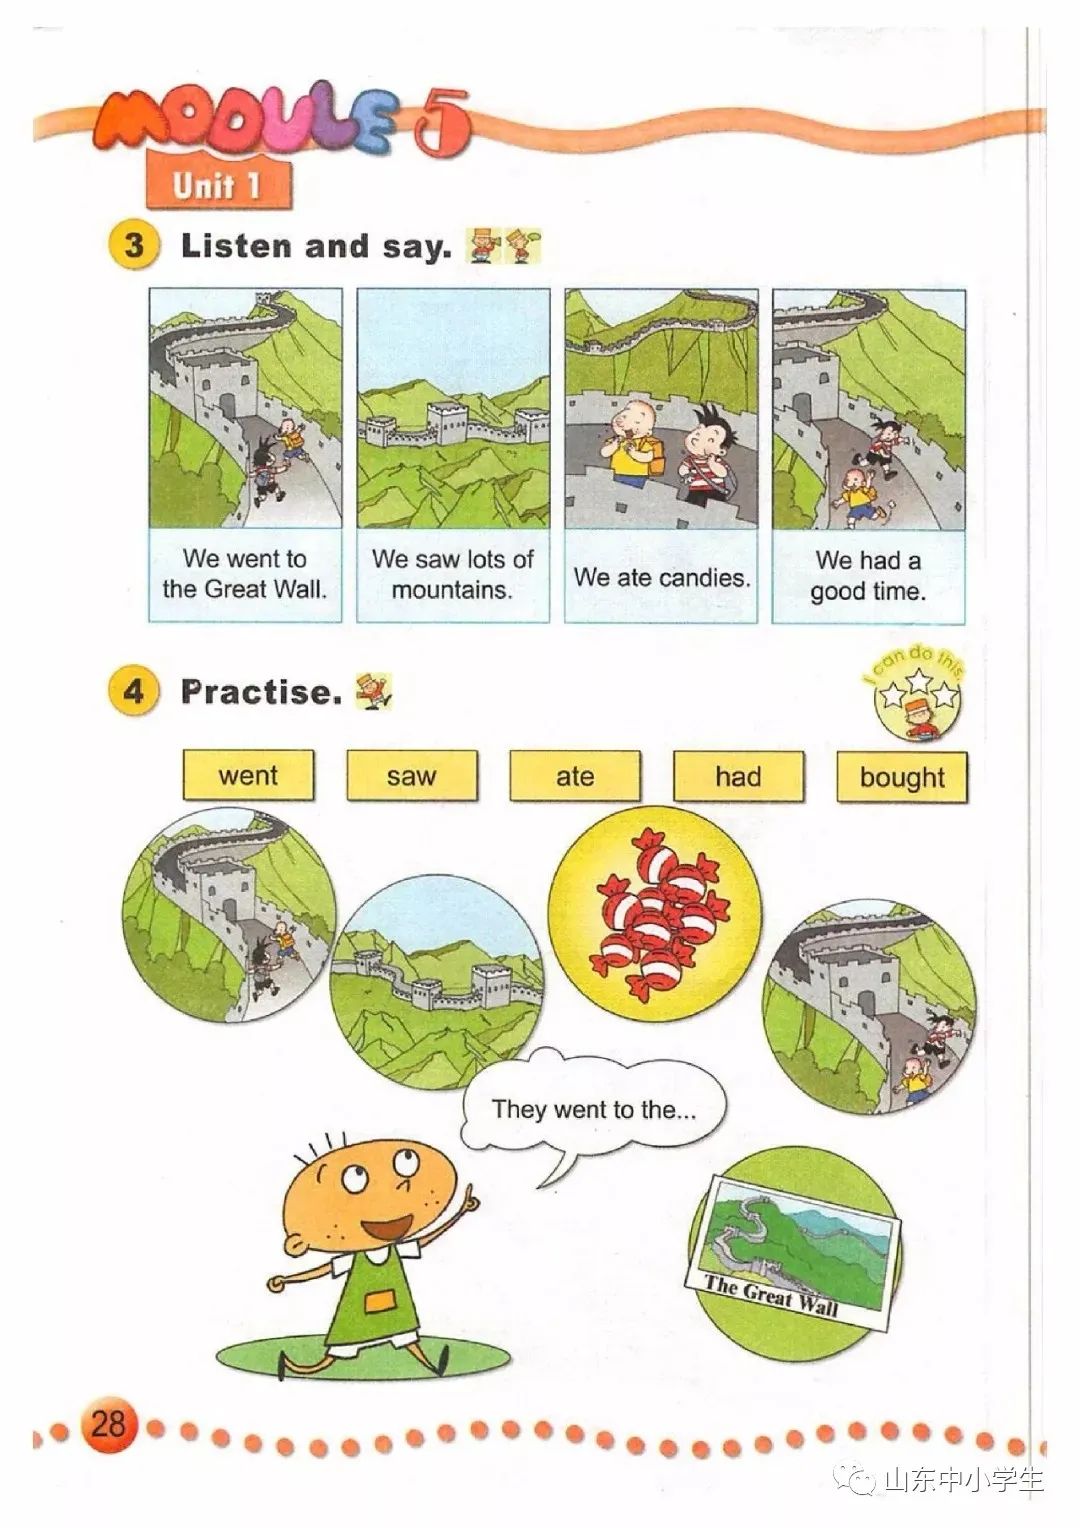 MODULE 5
Unit 1
3 Listen and say.
We went to
the Great Wall.
We saw lots of
mountains.
We ate candies.
We had a
good time.
I can do this.
4 Practise.
went
saw
ate
had
bought
They went to the...
The Great Wall
28
山东中小学生